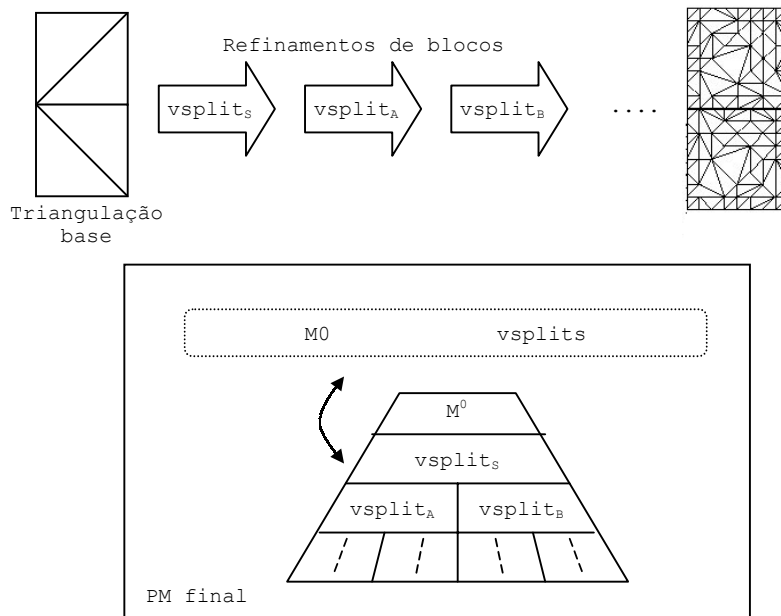 Refinamentos de blocos
vsplitS
vsplitA
vsplitB
....
Triangulação
base
M0 vsplits
M0
vsplitS
vsplitA vsplitB
PM final